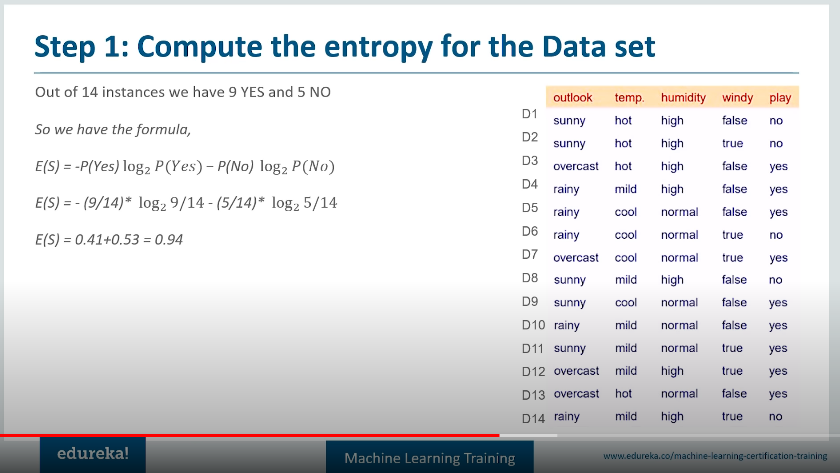 Step 1: Compute the entropy for the Data set
Out of 14 instances we have 9 YES and 5 NO
So we have the formula,
E(S) = -P(Yes) log₂ P(Yes) − P(No) log₂ P(No)
E(S) = - (9/14)* log₂ 9/14 - (5/14)* log₂ 5/14
E(S) = 0.41+0.53 = 0.94
outlook temp. humidity windy play
D1 sunny hot high false no
D2 sunny hot high true no
D3 overcast hot high false yes
D4 rainy mild high false yes
D5 rainy cool normal false yes
D6 rainy cool normal true no
D7 overcast cool normal true yes
D8 sunny mild high false no
D9 sunny cool normal false yes
D10 rainy mild normal false yes
D11 sunny mild normal true yes
D12 overcast mild high true yes
D13 overcast hot normal false yes
D14 rainy mild high true no
edureka!
Machine Learning Training
www.edureka.co/machine-learning-certification-training